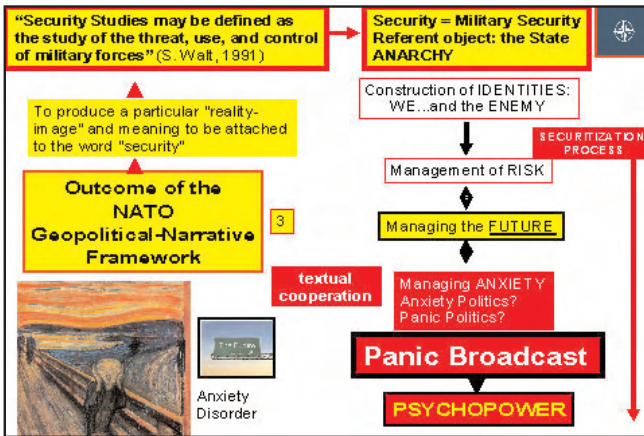 “Security Studies may be defined as
the study of the threat, use, and control
of military forces” (S. Walt, 1991)
Security = Military Security
Referent object: the State
ANARCHY
To produce a particular "reality-
image" and meaning to be attached
to the word "security"
Construction of IDENTITIES:
WE...and the ENEMY
SECURITIZATION
PROCESS
Management of RISK
Outcome of the
NATO
Geopolitical-Narrative
Framework
3
Managing the FUTURE
textual
cooperation
Managing ANXIETY
Anxiety Politics?
Panic Politics?
The Future
Panic Broadcast
Anxiety
Disorder
PSYCHOPOWER